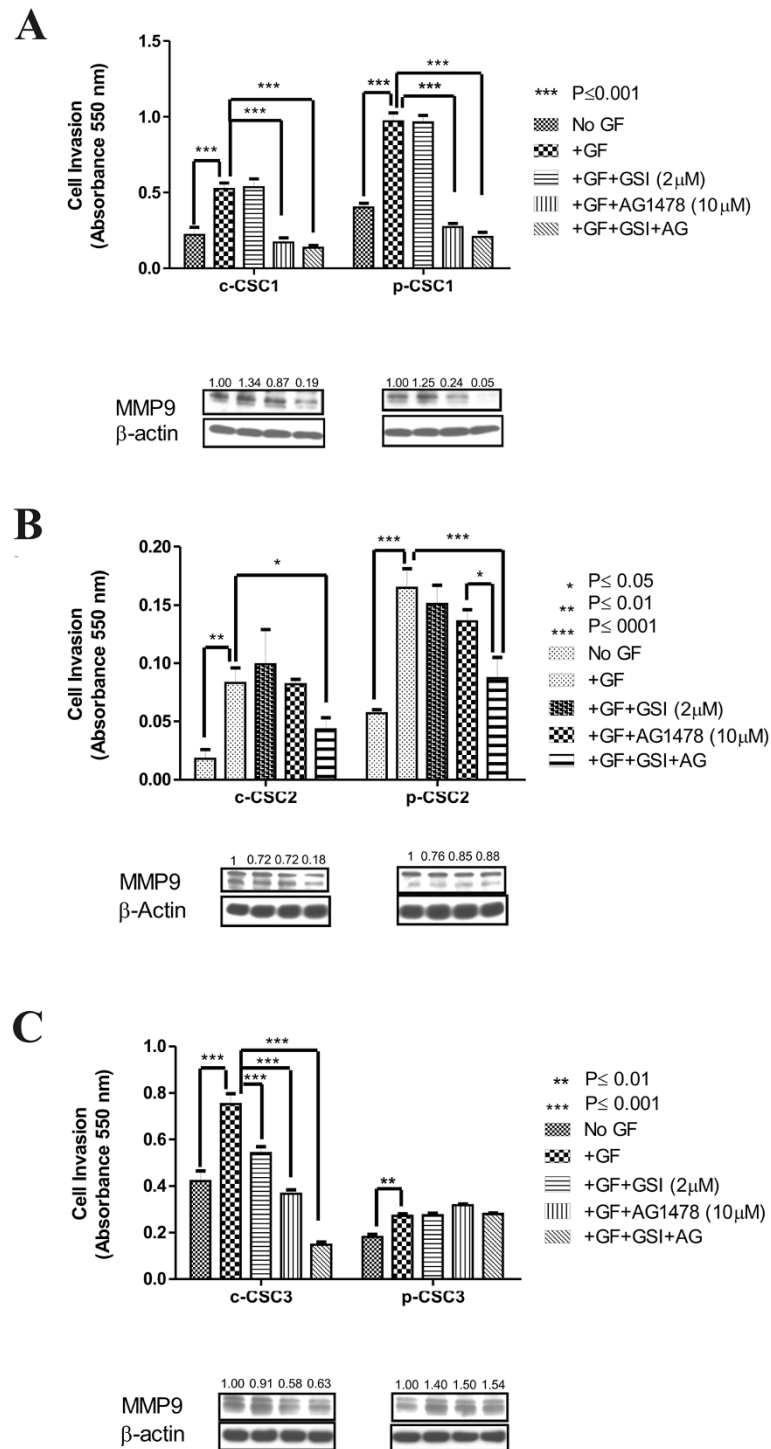 A
1.5
1.0
0.5
0.0
Cell Invasion
(Absorbance 550 nm)
*** *** ***
*** *** ***
c-CSC1 p-CSC1
*** P≤0.001
No GF
+GF
+GF+GSI (2μM)
+GF+AG1478 (10μM)
+GF+GSI+AG
1.00 1.34 0.87 0.19 1.00 1.25 0.24 0.05
MMP9
β-actin
B
0.20
0.15
0.10
0.05
0.00
Cell Invasion
(Absorbance 550 nm)
** *
*** *** *
c-CSC2 p-CSC2
* P≤ 0.05
** P≤ 0.01
*** P≤ 0001
No GF
+GF
+GF+GSI (2μM)
+GF+AG1478 (10μM)
+GF+GSI+AG
1 0.72 0.72 0.18 1 0.76 0.85 0.88
MMP9
β-Actin
C
1.0
0.8
0.6
0.4
0.2
0.0
Cell Invasion
(Absorbance 550 nm)
*** *** *** ***
**
c-CSC3 p-CSC3
** P≤ 0.01
*** P≤ 0.001
No GF
+GF
+GF+GSI (2μM)
+GF+AG1478 (10μM)
+GF+GSI+AG
1.00 0.91 0.58 0.63 1.00 1.40 1.50 1.54
MMP9
β-actin